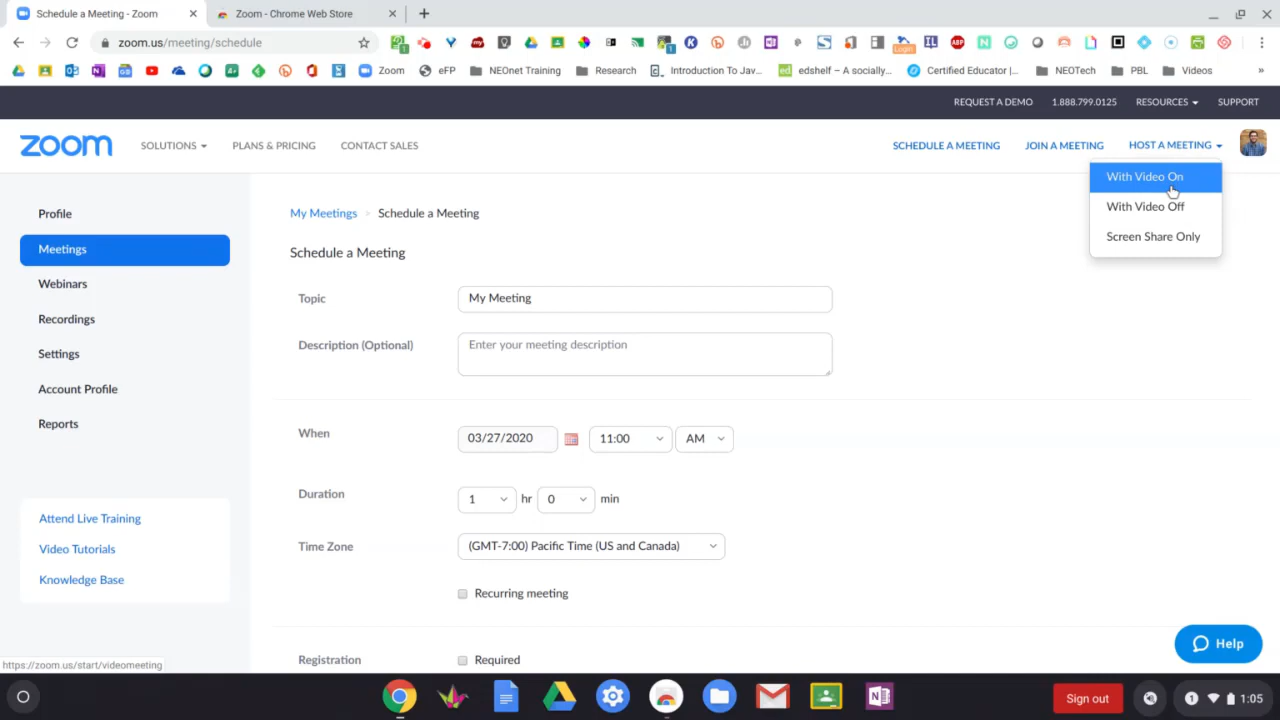 Schedule a Meeting - Zoom
Zoom - Chrome Web Store
zoom.us/meeting/schedule
Zoom
eFP
NEOnet Training
Research
Introduction To Jav...
edshelf – A socially...
Certified Educator |...
NEOTech
PBL
Videos
»
REQUEST A DEMO
1.888.799.0125
RESOURCES
SUPPORT
zoom
SOLUTIONS
PLANS & PRICING
CONTACT SALES
SCHEDULE A MEETING
JOIN A MEETING
HOST A MEETING
With Video On
With Video Off
Screen Share Only
Profile
Meetings
Webinars
Recordings
Settings
Account Profile
Reports
Attend Live Training
Video Tutorials
Knowledge Base
My Meetings > Schedule a Meeting
Schedule a Meeting
Topic
My Meeting
Description (Optional)
Enter your meeting description
When
03/27/2020
11:00
AM
Duration
1 hr 0 min
Time Zone
(GMT-7:00) Pacific Time (US and Canada)
Recurring meeting
Registration
Required
Help
https://zoom.us/start/videomeeting
Sign out
1
1:05